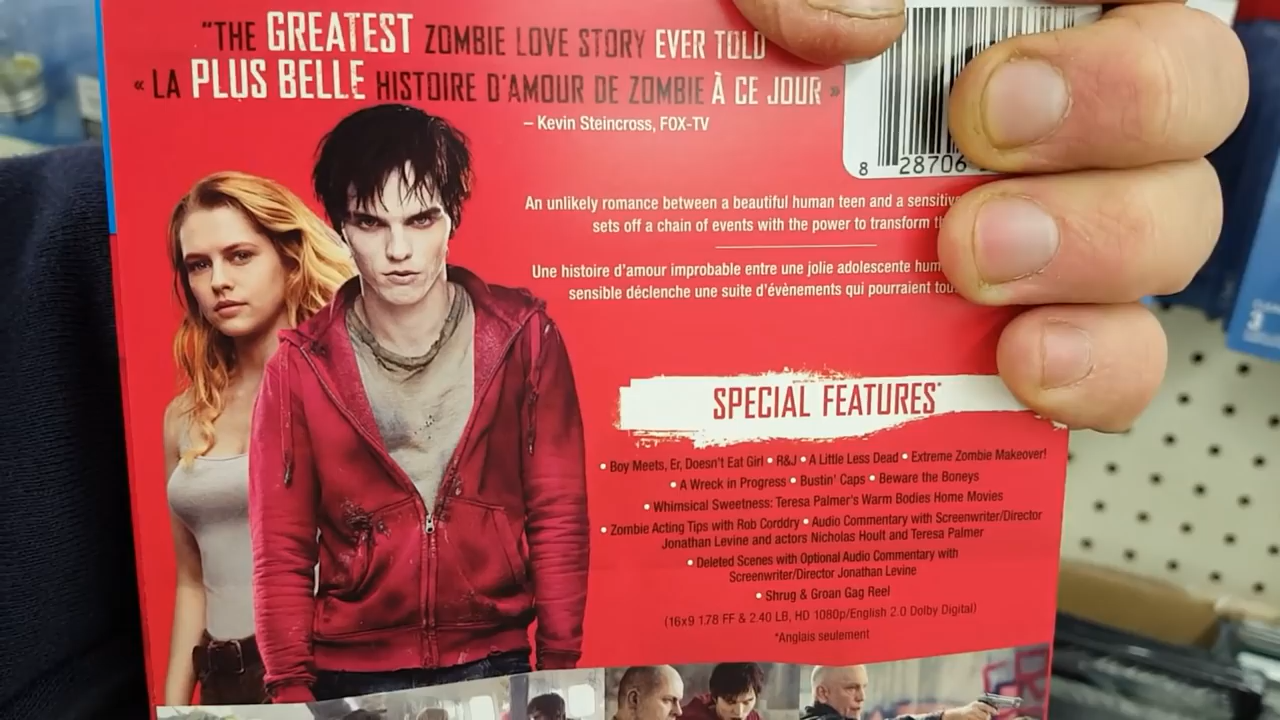 "THE GREATEST ZOMBIE LOVE STORY EVER TOLD
« LA PLUS BELLE HISTOIRE D'AMOUR DE ZOMBIE À CE JOUR »
– Kevin Steincross, FOX-TV
8 28706
An unlikely romance between a beautiful human teen and a sensitive
sets off a chain of events with the power to transform
Une histoire d'amour improbable entre une jolie adolescente
sensible déclenche une suite d'évènements qui pourraient
SPECIAL FEATURES*
• Boy Meets, Er, Doesn't Eat Girl • R&J • A Little Less Dead • Extreme Zombie Makeover!
• A Wreck in Progress • Bustin' Caps • Beware the Boneys
• Whimsical Sweetness: Teresa Palmer's Warm Bodies Home Movies
• Zombie Acting Tips with Rob Corddry • Audio Commentary with Screenwriter/Director
Jonathan Levine and actors Nicholas Hoult and Teresa Palmer
• Deleted Scenes with Optional Audio Commentary with
Screenwriter/Director Jonathan Levine
• Shrug & Groan Gag Reel
(16x9 1.78 FF & 2.40 LB, HD 1080p/English 2.0 Dolby Digital)
*Anglais seulement
3